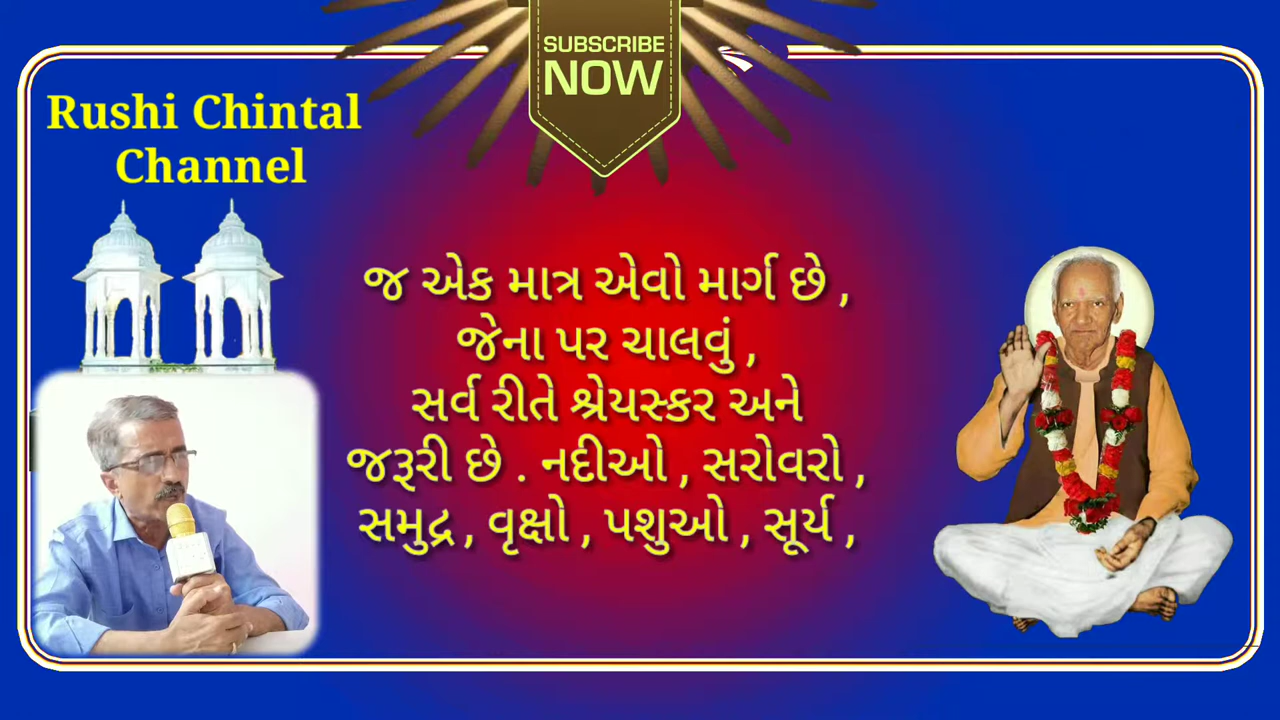 SUBSCRIBE
NOW
Rushi Chintal
Channel
જ એક માત્ર એવો માર્ગ છે ,
જેના પર ચાલવું ,
સર્વ રીતે શ્રેયસ્કર અને
જરૂરી છે . નદીઓ , સરોવરો ,
સમુદ્ર , વૃક્ષો , પશુઓ , સૂર્ય ,